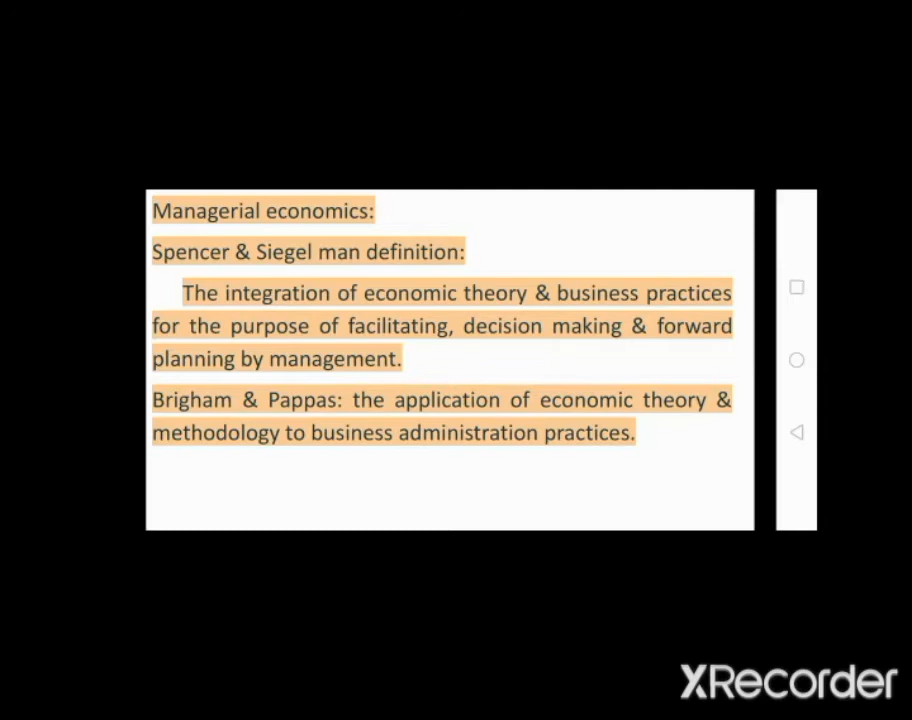 Managerial economics:
Spencer & Siegel man definition:
The integration of economic theory & business practices
for the purpose of facilitating, decision making & forward
planning by management.
Brigham & Pappas: the application of economic theory &
methodology to business administration practices.
XRecorder